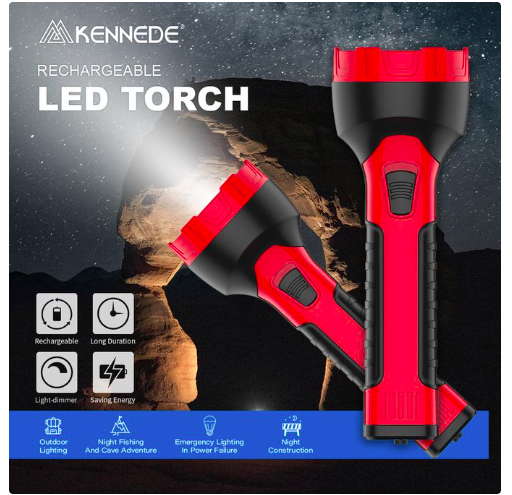 KENNEDE®
RECHARGEABLE
LED TORCH
Rechargeable
Long Duration
Light-dimmer
Saving Energy
Outdoor
Lighting
Night Fishing
And Cave Adventure
Emergency Lighting
In Power Failure
Night
Construction